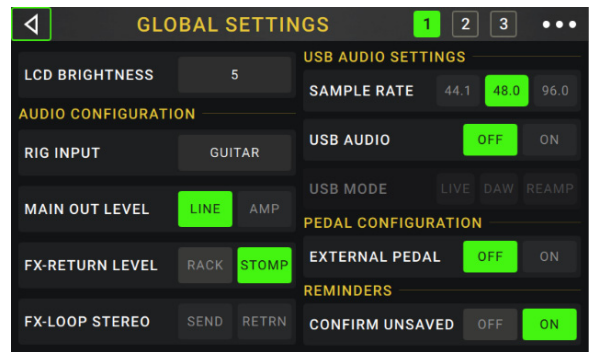 GLOBAL SETTINGS
1 2 3
LCD BRIGHTNESS 5
AUDIO CONFIGURATION
RIG INPUT GUITAR
MAIN OUT LEVEL LINE AMP
FX-RETURN LEVEL RACK STOMP
FX-LOOP STEREO SEND RETRN
USB AUDIO SETTINGS
SAMPLE RATE 44.1 48.0 96.0
USB AUDIO OFF ON
USB MODE LIVE DAW REAMP
PEDAL CONFIGURATION
EXTERNAL PEDAL OFF ON
REMINDERS
CONFIRM UNSAVED OFF ON